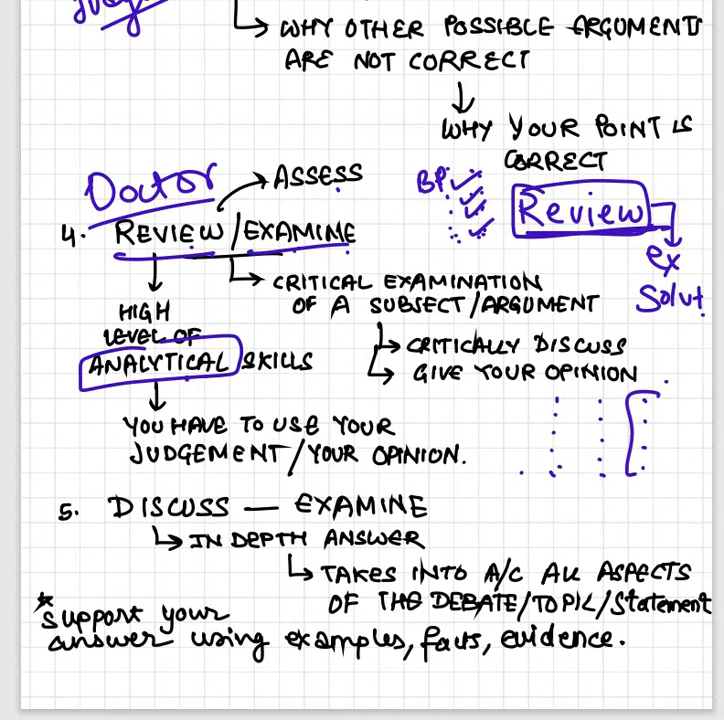 ↳ WHY OTHER POSSIBLE ARGUMENTS
ARE NOT CORRECT
↓
WHY YOUR POINT IS
CORRECT
Doctor
→ ASSESS
BP
Review
4. REVIEW / EXAMINE
ex
Solut
↳ CRITICAL EXAMINATION
OF A SUBJECT/ARGUMENT
HIGH
LEVEL OF
ANALYTICAL SKILLS
↳ CRITICALLY DISCUSS
↳ GIVE YOUR OPINION
YOU HAVE TO USE YOUR
JUDGEMENT/YOUR OPINION.
5. DISCUSS — EXAMINE
↳ IN DEPTH ANSWER
↳ TAKES INTO A/C ALL ASPECTS
OF THE DEBATE/TOPIC/Statement
*Support your
answer using examples, facts, evidence.